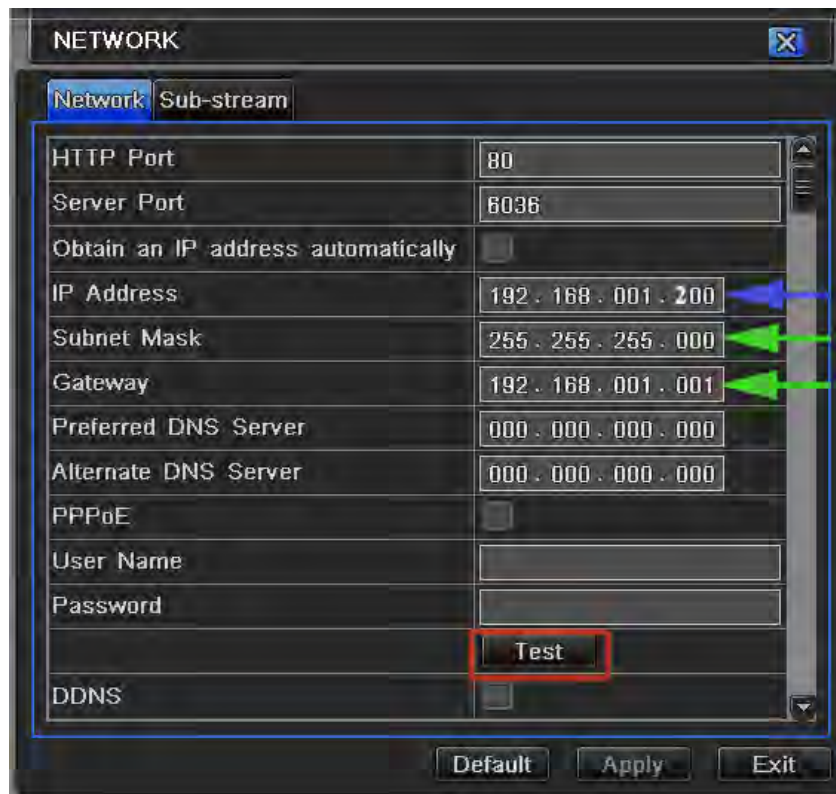 NETWORK
Network Sub-stream
HTTP Port 80
Server Port 6036
Obtain an IP address automatically
IP Address 192 . 168 . 001 . 200
Subnet Mask 255 . 255 . 255 . 000
Gateway 192 . 168 . 001 . 001
Preferred DNS Server 000 . 000 . 000 . 000
Alternate DNS Server 000 . 000 . 000 . 000
PPPoE
User Name
Password
Test
DDNS
Default Apply Exit